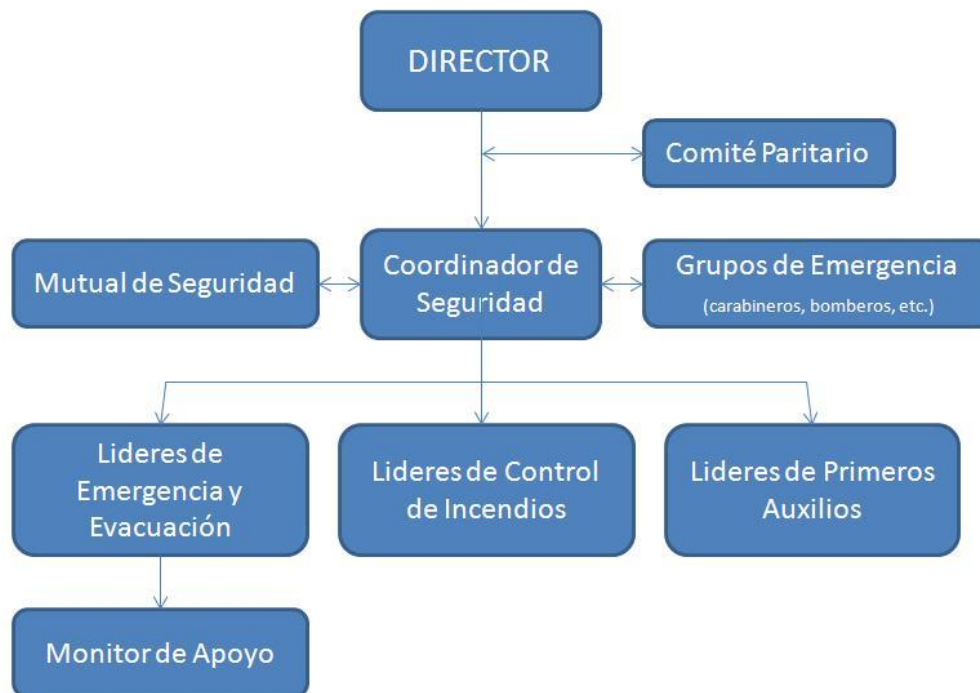 DIRECTOR
Comité Paritario
Mutual de Seguridad
Coordinador de
Seguridad
Grupos de Emergencia
(carabineros, bomberos, etc.)
Lideres de
Emergencia y
Evacuación
Lideres de Control
de Incendios
Lideres de Primeros
Auxilios
Monitor de Apoyo